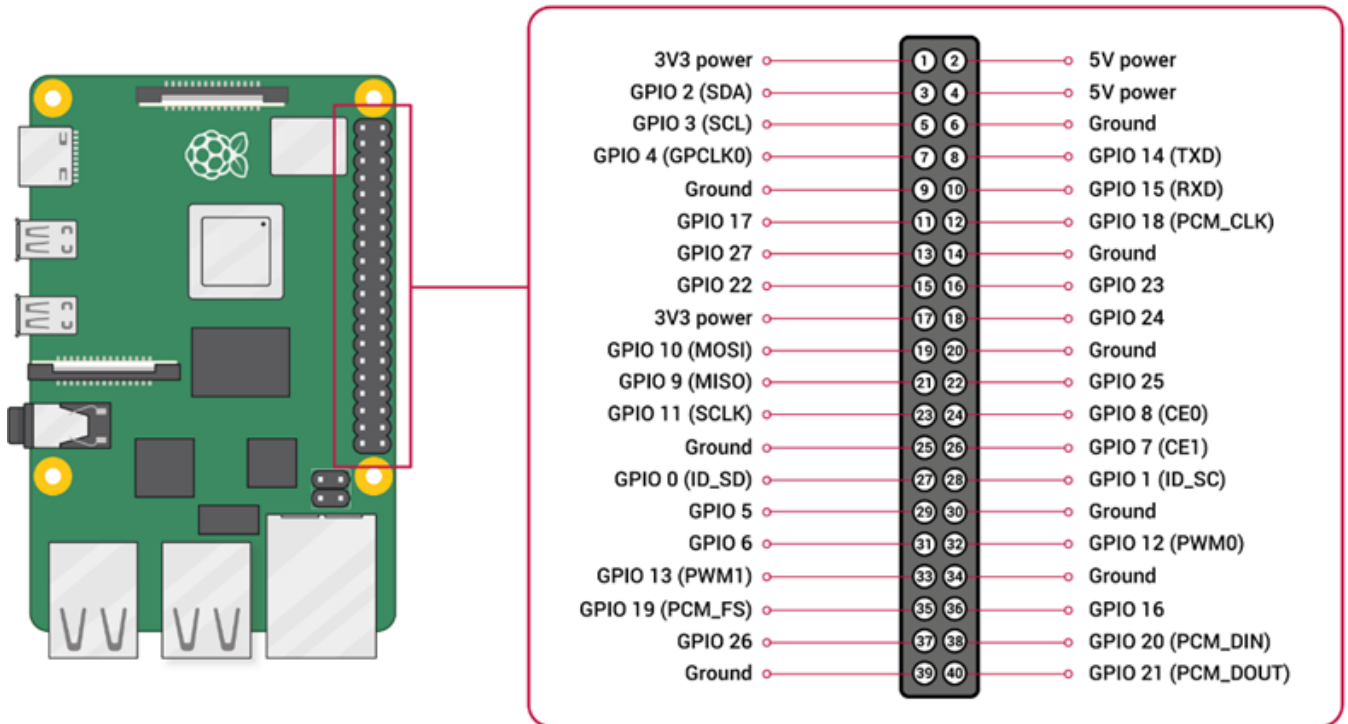 3V3 power 1 2 5V power
GPIO 2 (SDA) 3 4 5V power
GPIO 3 (SCL) 5 6 Ground
GPIO 4 (GPCLK0) 7 8 GPIO 14 (TXD)
Ground 9 10 GPIO 15 (RXD)
GPIO 17 11 12 GPIO 18 (PCM_CLK)
GPIO 27 13 14 Ground
GPIO 22 15 16 GPIO 23
3V3 power 17 18 GPIO 24
GPIO 10 (MOSI) 19 20 Ground
GPIO 9 (MISO) 21 22 GPIO 25
GPIO 11 (SCLK) 23 24 GPIO 8 (CE0)
Ground 25 26 GPIO 7 (CE1)
GPIO 0 (ID_SD) 27 28 GPIO 1 (ID_SC)
GPIO 5 29 30 Ground
GPIO 6 31 32 GPIO 12 (PWM0)
GPIO 13 (PWM1) 33 34 Ground
GPIO 19 (PCM_FS) 35 36 GPIO 16
GPIO 26 37 38 GPIO 20 (PCM_DIN)
Ground 39 40 GPIO 21 (PCM_DOUT)